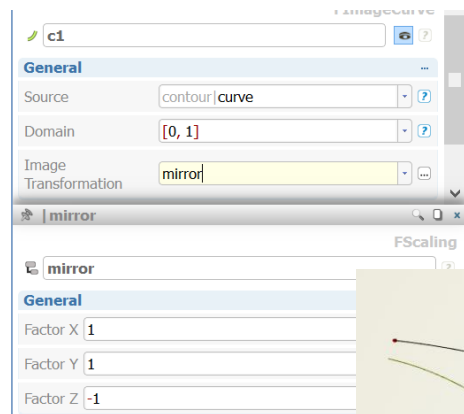 FImageCurve
c1
General
Source contour|curve
Domain [0, 1]
Image
Transformation mirror
|mirror
FScaling
mirror
General
Factor X 1
Factor Y 1
Factor Z -1